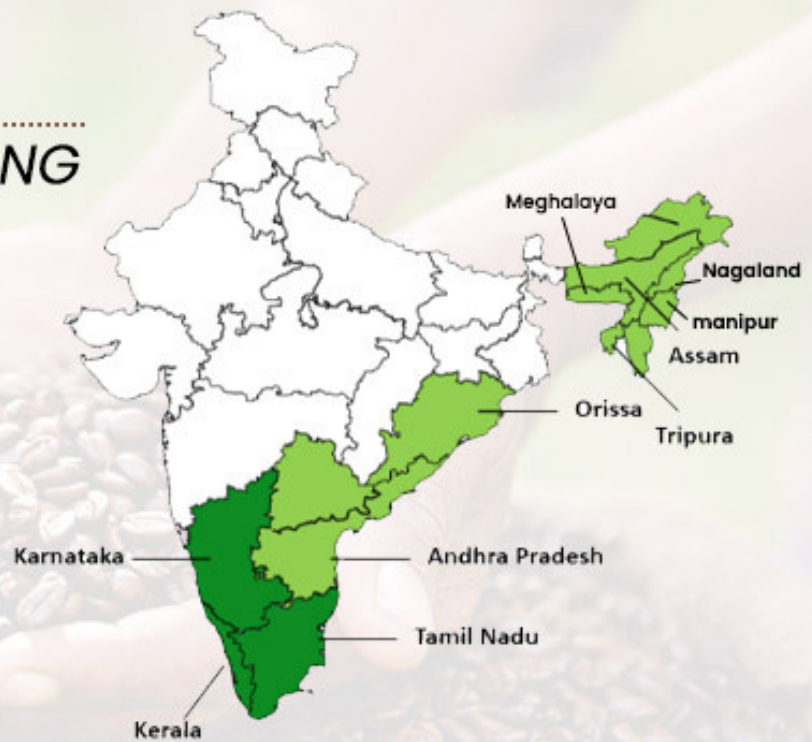 NG
Meghalaya
Nagaland
manipur
Assam
Orissa
Tripura
Karnataka
Andhra Pradesh
Tamil Nadu
Kerala